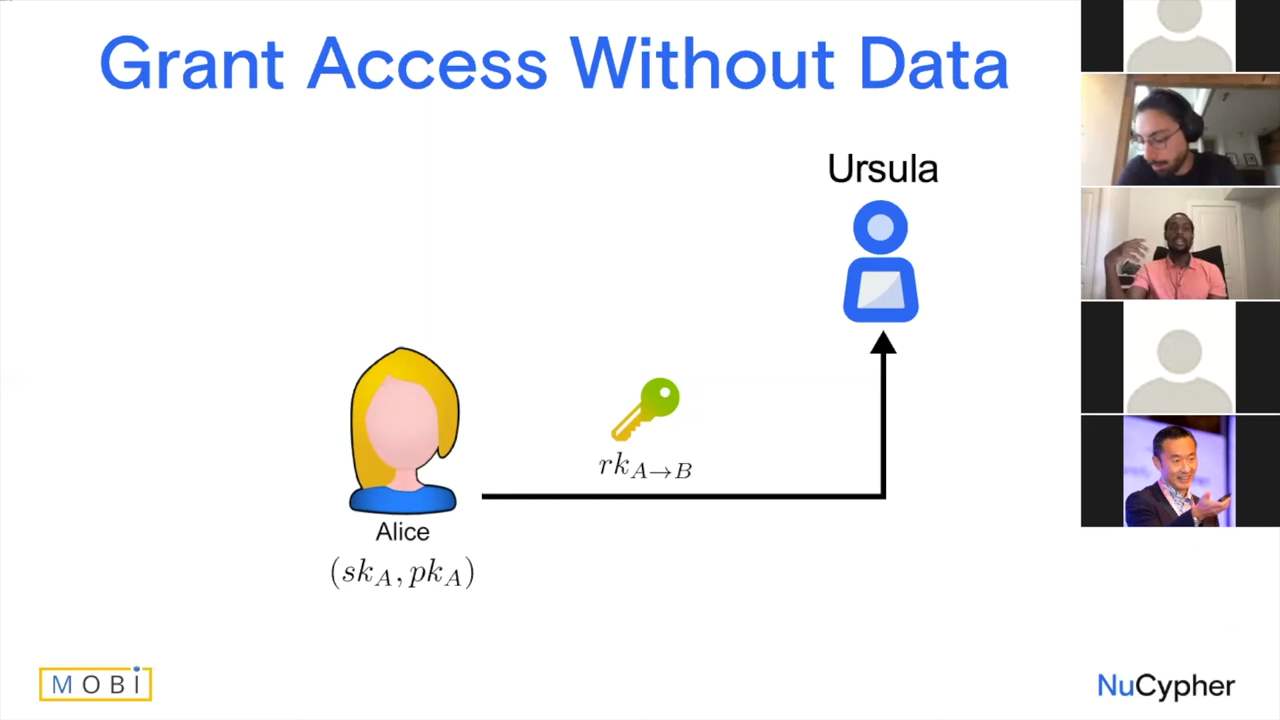 Grant Access Without Data
Ursula
rk_{A→B}
Alice
(sk_A, pk_A)
MOBI
NuCypher